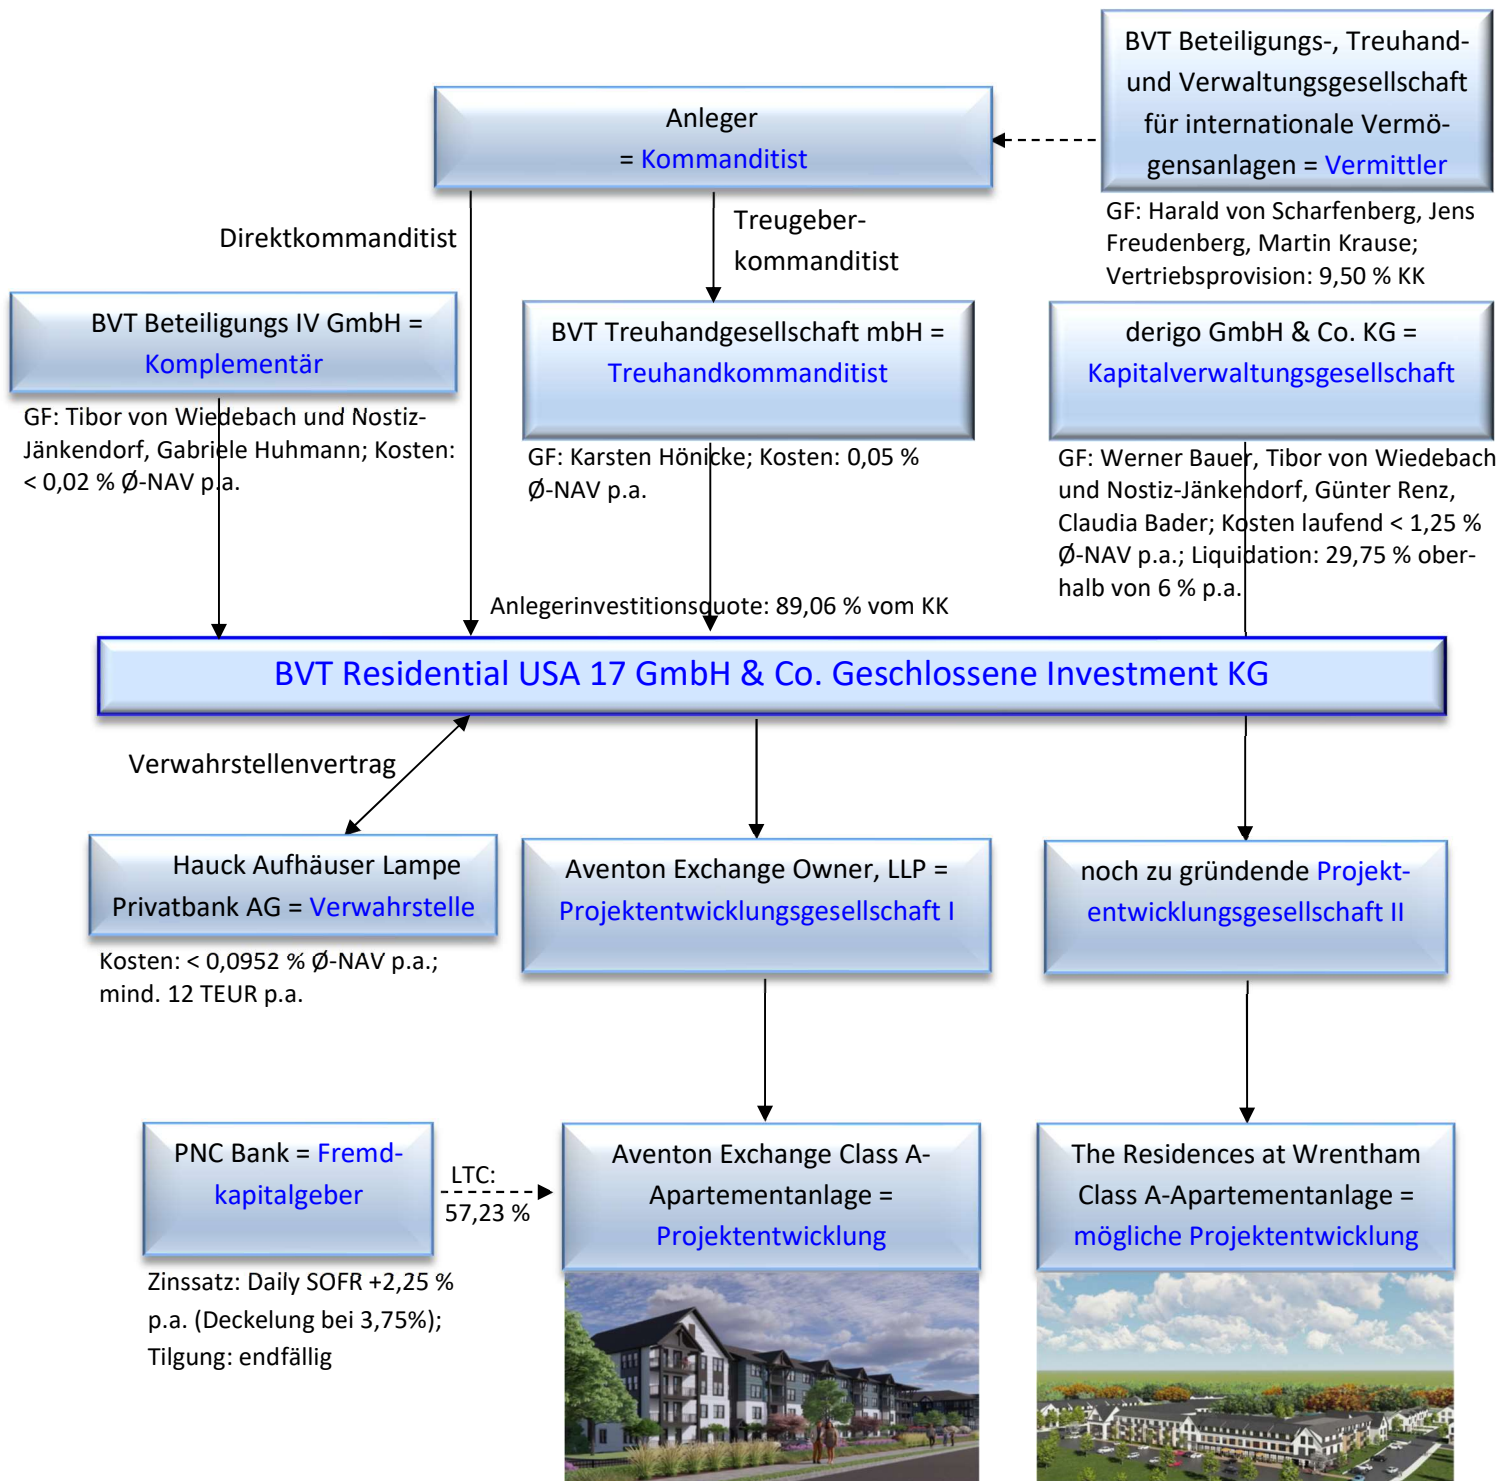 BVT Beteiligungs-, Treuhand-
und Verwaltungsgesellschaft
für internationale Vermö-
gensanlagen = Vermittler
Anleger
= Kommanditist
GF: Harald von Scharfenberg, Jens
Freudenberg, Martin Krause;
Vertriebsprovision: 9,50 % KK
Direktkommanditist
Treugeber-
kommanditist
BVT Beteiligungs IV GmbH =
Komplementär
BVT Treuhandgesellschaft mbH =
Treuhandkommanditist
derigo GmbH & Co. KG =
Kapitalverwaltungsgesellschaft
GF: Tibor von Wiedebach und Nostiz-
Jänkendorf, Gabriele Huhmann; Kosten:
< 0,02 % Ø-NAV p.a.
GF: Karsten Hönicke; Kosten: 0,05 %
Ø-NAV p.a.
GF: Werner Bauer, Tibor von Wiedebach
und Nostiz-Jänkendorf, Günter Renz,
Claudia Bader; Kosten laufend < 1,25 %
Ø-NAV p.a.; Liquidation: 29,75 % ober-
halb von 6 % p.a.
Anlegerinvestitionsquote: 89,06 % vom KK
BVT Residential USA 17 GmbH & Co. Geschlossene Investment KG
Verwahrstellenvertrag
Hauck Aufhäuser Lampe
Privatbank AG = Verwahrstelle
Aventon Exchange Owner, LLP =
Projektentwicklungsgesellschaft I
noch zu gründende Projekt-
entwicklungsgesellschaft II
Kosten: < 0,0952 % Ø-NAV p.a.;
mind. 12 TEUR p.a.
PNC Bank = Fremd-
kapitalgeber
LTC:
57,23 %
Aventon Exchange Class A-
Apartementanlage =
Projektentwicklung
The Residences at Wrentham
Class A-Apartementanlage =
mögliche Projektentwicklung
Zinssatz: Daily SOFR +2,25 %
p.a. (Deckelung bei 3,75%);
Tilgung: endfällig